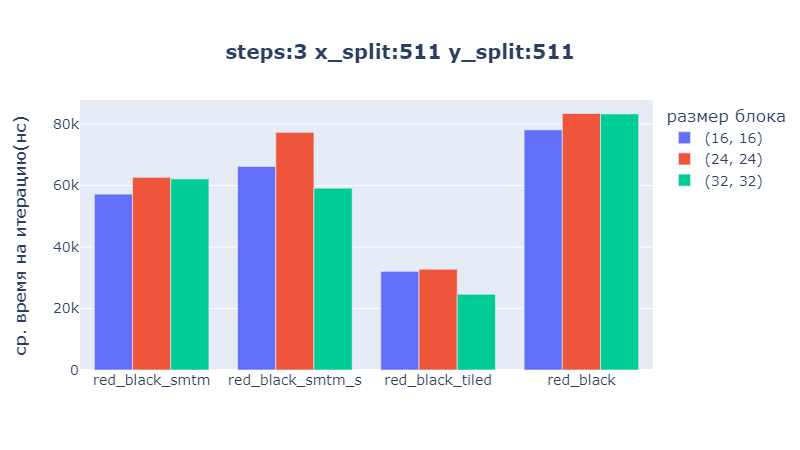 steps:3 x_split:511 y_split:511
ср. время на итерацию(нс)
80k
60k
40k
20k
0
red_black_smtm
red_black_smtm_s
red_black_tiled
red_black
размер блока
(16, 16)
(24, 24)
(32, 32)